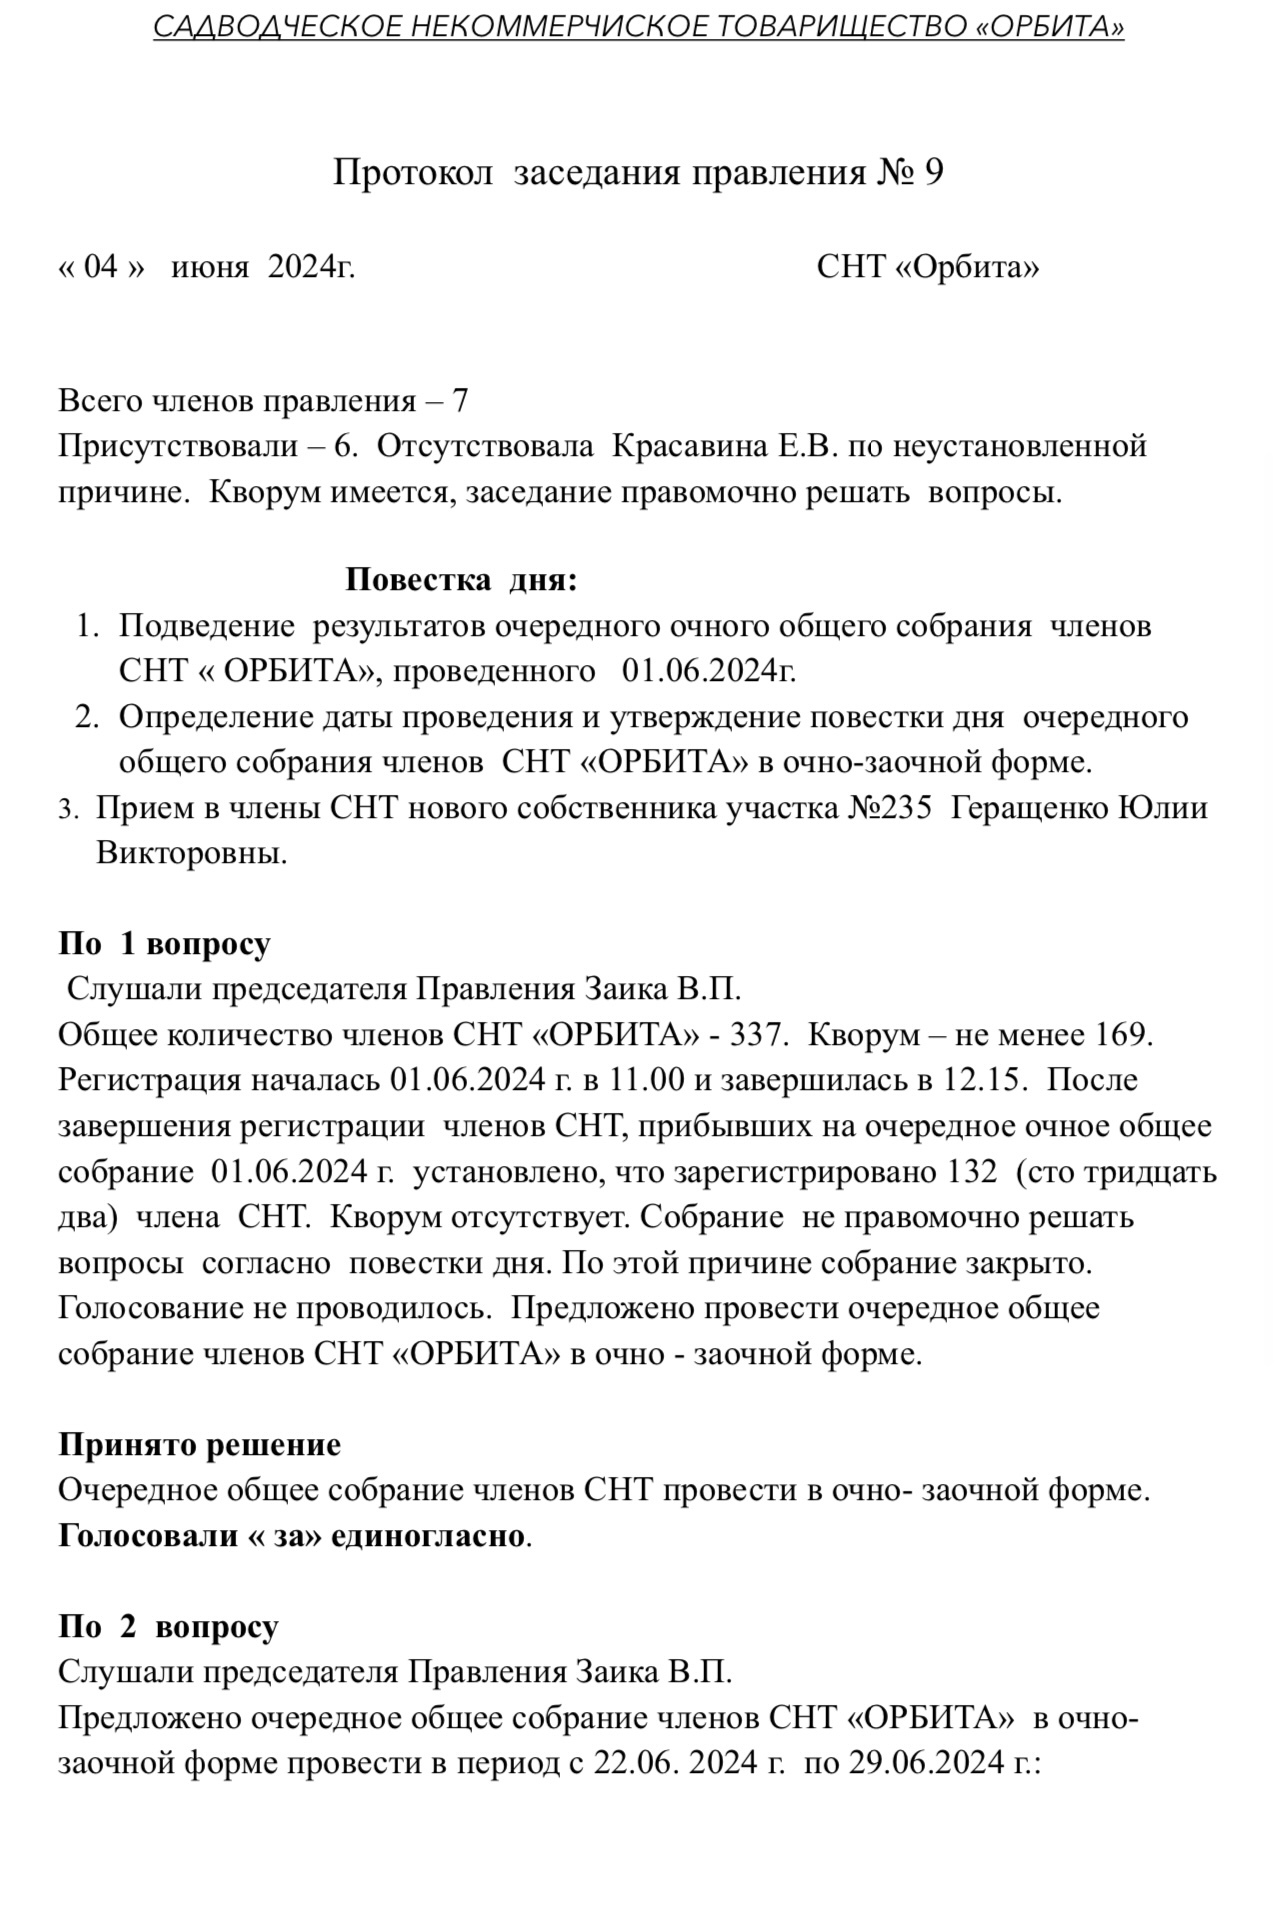 САДВОДЧЕСКОЕ НЕКОММЕРЧИСКОЕ ТОВАРИЩЕСТВО «ОРБИТА»
Протокол заседания правления № 9
« 04 » июня 2024г. СНТ «Орбита»
Всего членов правления – 7
Присутствовали – 6. Отсутствовала Красавина Е.В. по неустановленной
причине. Кворум имеется, заседание правомочно решать вопросы.
Повестка дня:
1. Подведение результатов очередного очного общего собрания членов
СНТ « ОРБИТА», проведенного 01.06.2024г.
2. Определение даты проведения и утверждение повестки дня очередного
общего собрания членов СНТ «ОРБИТА» в очно-заочной форме.
3. Прием в члены СНТ нового собственника участка №235 Геращенко Юлии
Викторовны.
По 1 вопросу
Слушали председателя Правления Заика В.П.
Общее количество членов СНТ «ОРБИТА» - 337. Кворум – не менее 169.
Регистрация началась 01.06.2024 г. в 11.00 и завершилась в 12.15. После
завершения регистрации членов СНТ, прибывших на очередное очное общее
собрание 01.06.2024 г. установлено, что зарегистрировано 132 (сто тридцать
два) члена СНТ. Кворум отсутствует. Собрание не правомочно решать
вопросы согласно повестки дня. По этой причине собрание закрыто.
Голосование не проводилось. Предложено провести очередное общее
собрание членов СНТ «ОРБИТА» в очно - заочной форме.
Принято решение
Очередное общее собрание членов СНТ провести в очно- заочной форме.
Голосовали « за» единогласно.
По 2 вопросу
Слушали председателя Правления Заика В.П.
Предложено очередное общее собрание членов СНТ «ОРБИТА» в очно-
заочной форме провести в период с 22.06. 2024 г. по 29.06.2024 г.: